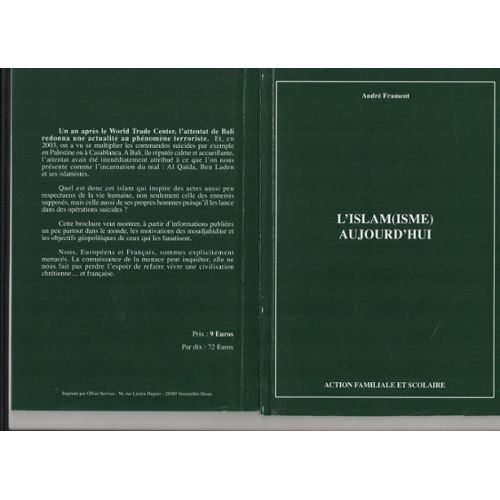 Un an après le World Trade Center, l'attentat de Bali
redonna une actualité au phénomène terroriste. Et, en
2003, on a vu se multiplier les commandos suicides par exemple
en Palestine ou à Casablanca. A Bali, île réputée calme et accueillante,
l'attentat avait été immédiatement attribué à ce que l'on nous
présente comme l'incarnation du mal : Al Qaïda, Ben Laden
et ses islamistes.
Quel est donc cet islam qui inspire des actes aussi peu
respectueux de la vie humaine, non seulement celle des ennemis
supposés, mais celle aussi de ses propres hommes puisqu'il les lance
dans des opérations suicides ?
Cette brochure veut montrer, à partir d'informations publiées
un peu partout dans le monde, les motivations des moudjahidine et
les objectifs géopolitiques de ceux qui les fanatisent.
Nous, Européens et Français, sommes explicitement
menacés. La connaissance de la menace peut inquiéter, elle ne
nous fait pas perdre l'espoir de refaire vivre une civilisation
chrétienne… et française.
Prix : 9 Euros
Par dix : 72 Euros
Imprimé par Offset Service - rue Lucien
André Frament
L'ISLAM(ISME)
AUJOURD'HUI
ACTION FAMILIALE ET SCOLAIRE